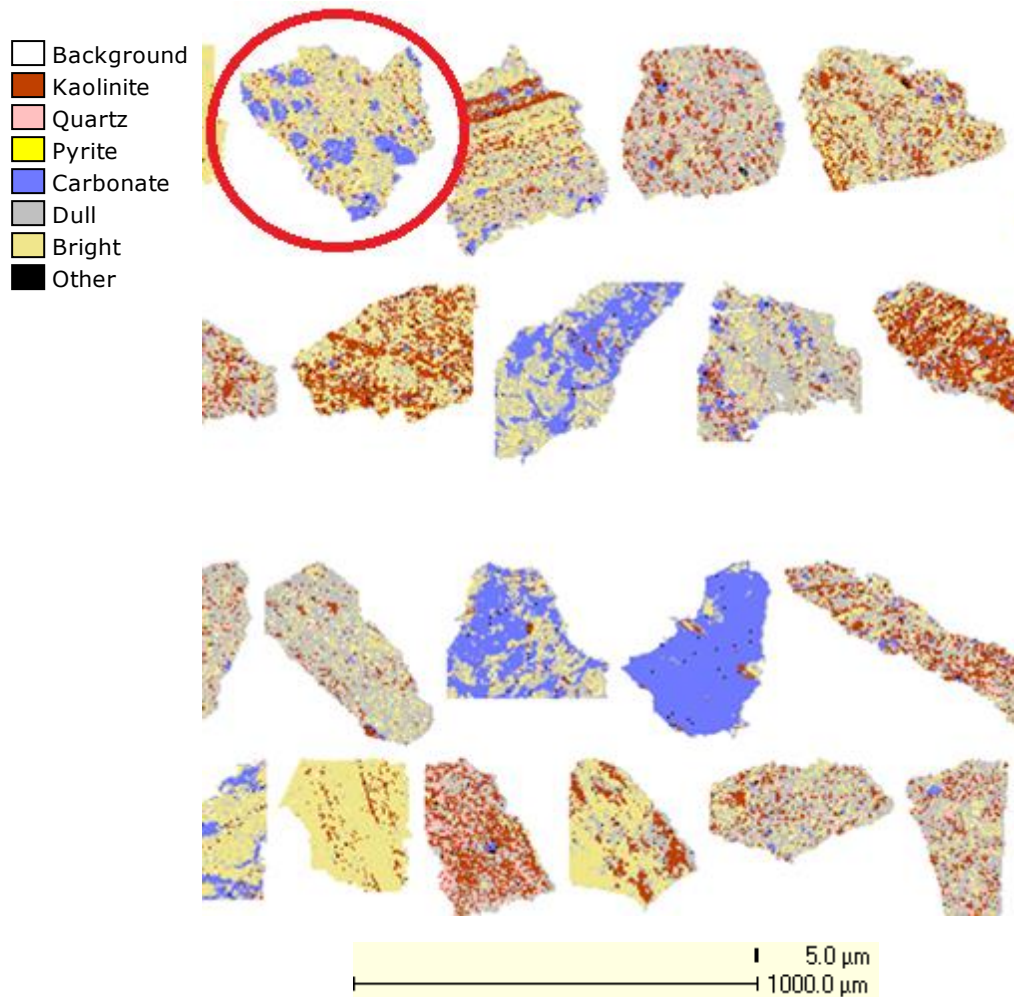 Background
Kaolinite
Quartz
Pyrite
Carbonate
Dull
Bright
Other
5.0 µm
1000.0 µm